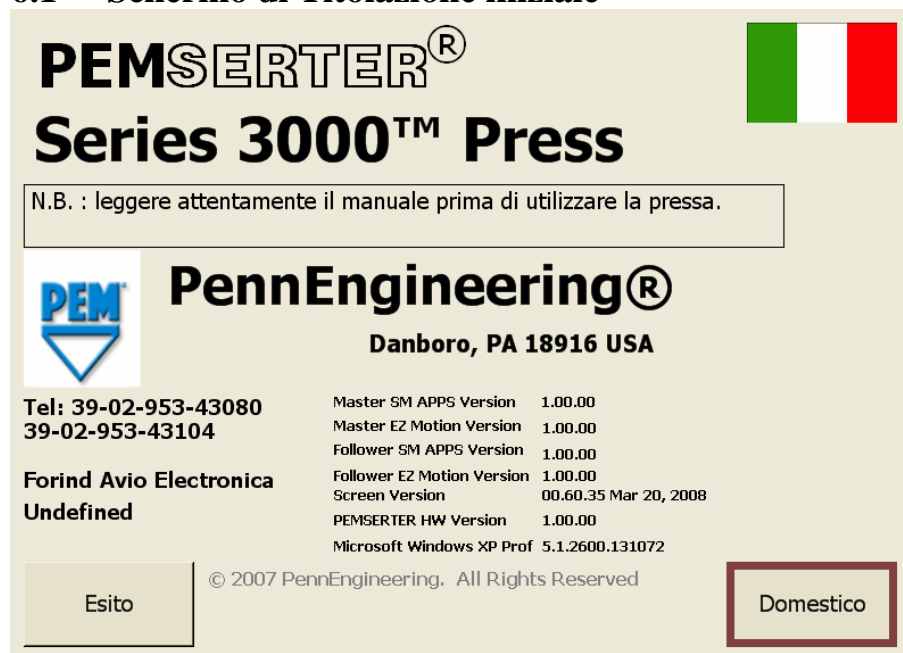 PEMSERTER®
Series 3000™ Press
N.B. : leggere attentamente il manuale prima di utilizzare la pressa.
PEM
PennEngineering®
Danboro, PA 18916 USA
Tel: 39-02-953-43080
39-02-953-43104
Forind Avio Electronica
Undefined
Master SM APPS Version 1.00.00
Master EZ Motion Version 1.00.00
Follower SM APPS Version 1.00.00
Follower EZ Motion Version 1.00.00
Screen Version 00.60.35 Mar 20, 2008
PEMSERTER HW Version 1.00.00
Microsoft Windows XP Prof 5.1.2600.131072
© 2007 PennEngineering. All Rights Reserved
Esito
Domestico